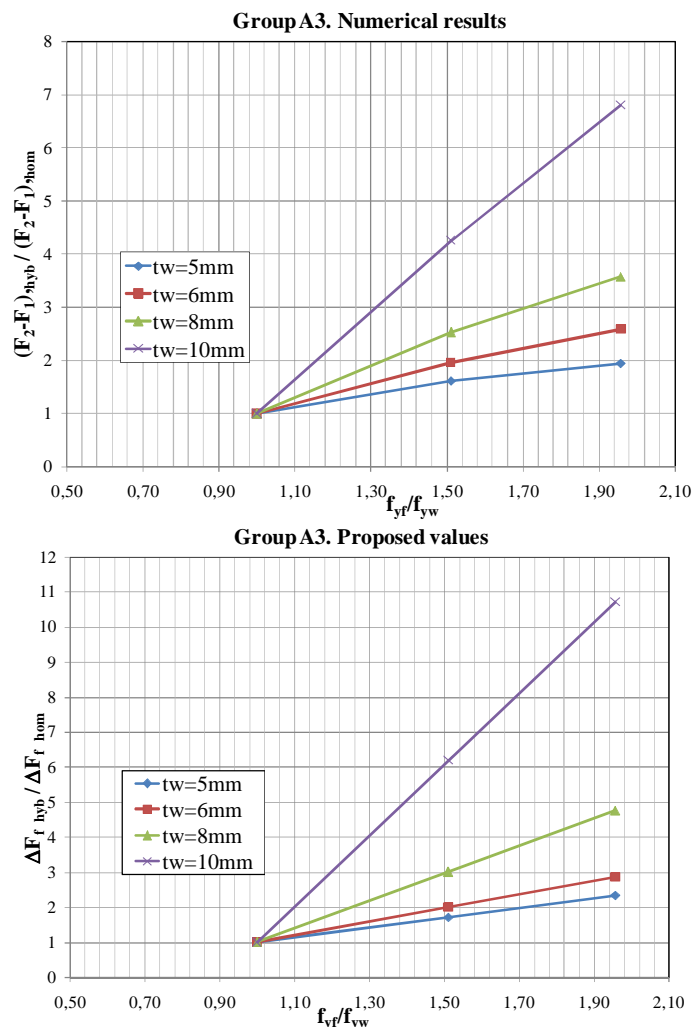 Group A3. Numerical results
8
7
6
5
4
3
2
1
0
(F2-F1),hyb / (F2-F1),hom
tw=5mm
tw=6mm
tw=8mm
tw=10mm
0,50 0,70 0,90 1,10 1,30 1,50 1,70 1,90 2,10
fyf/fyw
Group A3. Proposed values
12
11
10
9
8
7
6
5
4
3
2
1
0
ΔFf hyb / ΔFf hom
tw=5mm
tw=6mm
tw=8mm
tw=10mm
0,50 0,70 0,90 1,10 1,30 1,50 1,70 1,90 2,10
fyf/fyw